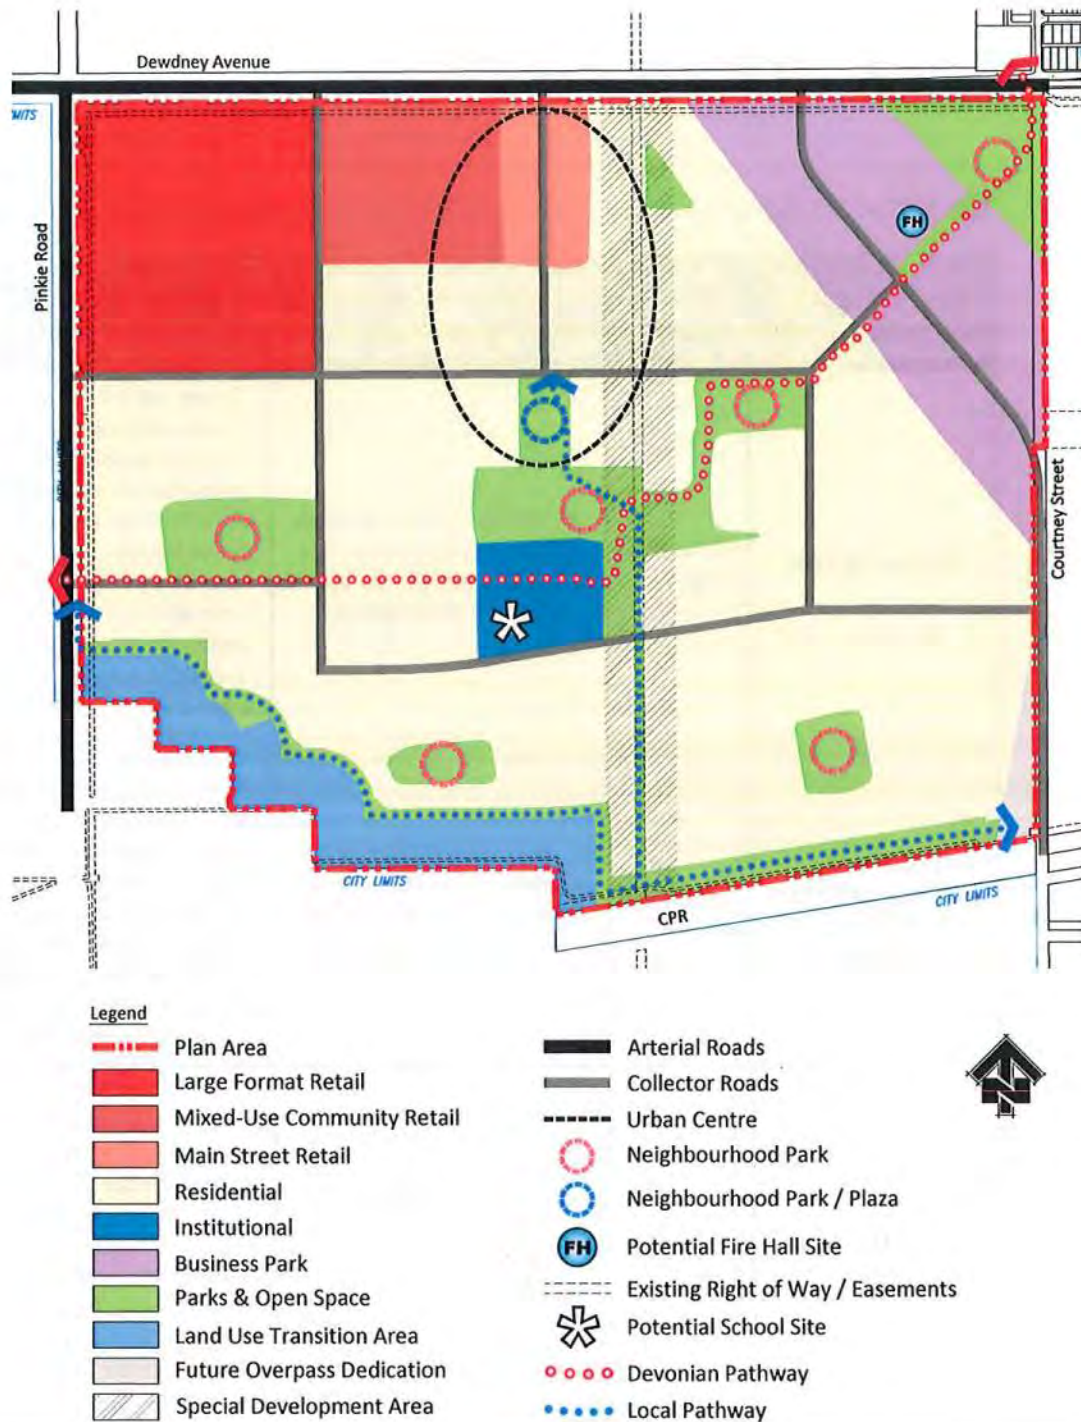 Dewdney Avenue
MITS
Pinkie Road
FH
Courtney Street
CITY LIMITS
CPR
CITY LIMITS
Legend
Plan Area
Large Format Retail
Mixed-Use Community Retail
Main Street Retail
Residential
Institutional
Business Park
Parks & Open Space
Land Use Transition Area
Future Overpass Dedication
Special Development Area
Arterial Roads
Collector Roads
Urban Centre
Neighbourhood Park
Neighbourhood Park / Plaza
FH Potential Fire Hall Site
Existing Right of Way / Easements
Potential School Site
Devonian Pathway
Local Pathway
N